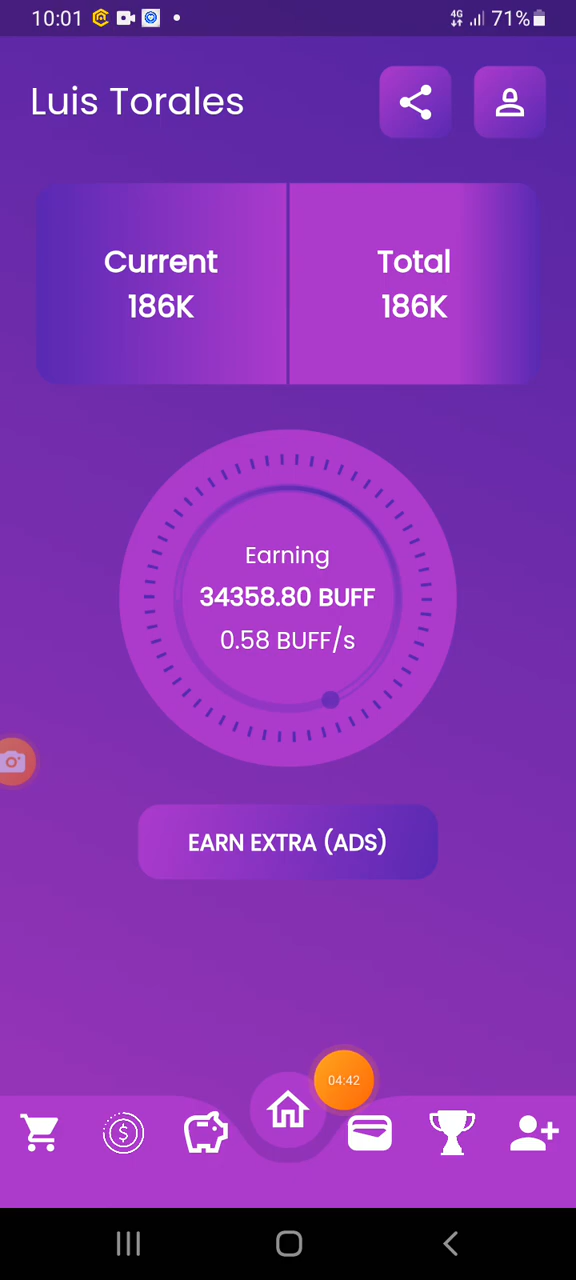 10:01
4G
71%
Luis Torales
Current
186K
Total
186K
Earning
34358.80 BUFF
0.58 BUFF/s
EARN EXTRA (ADS)
04:42
$